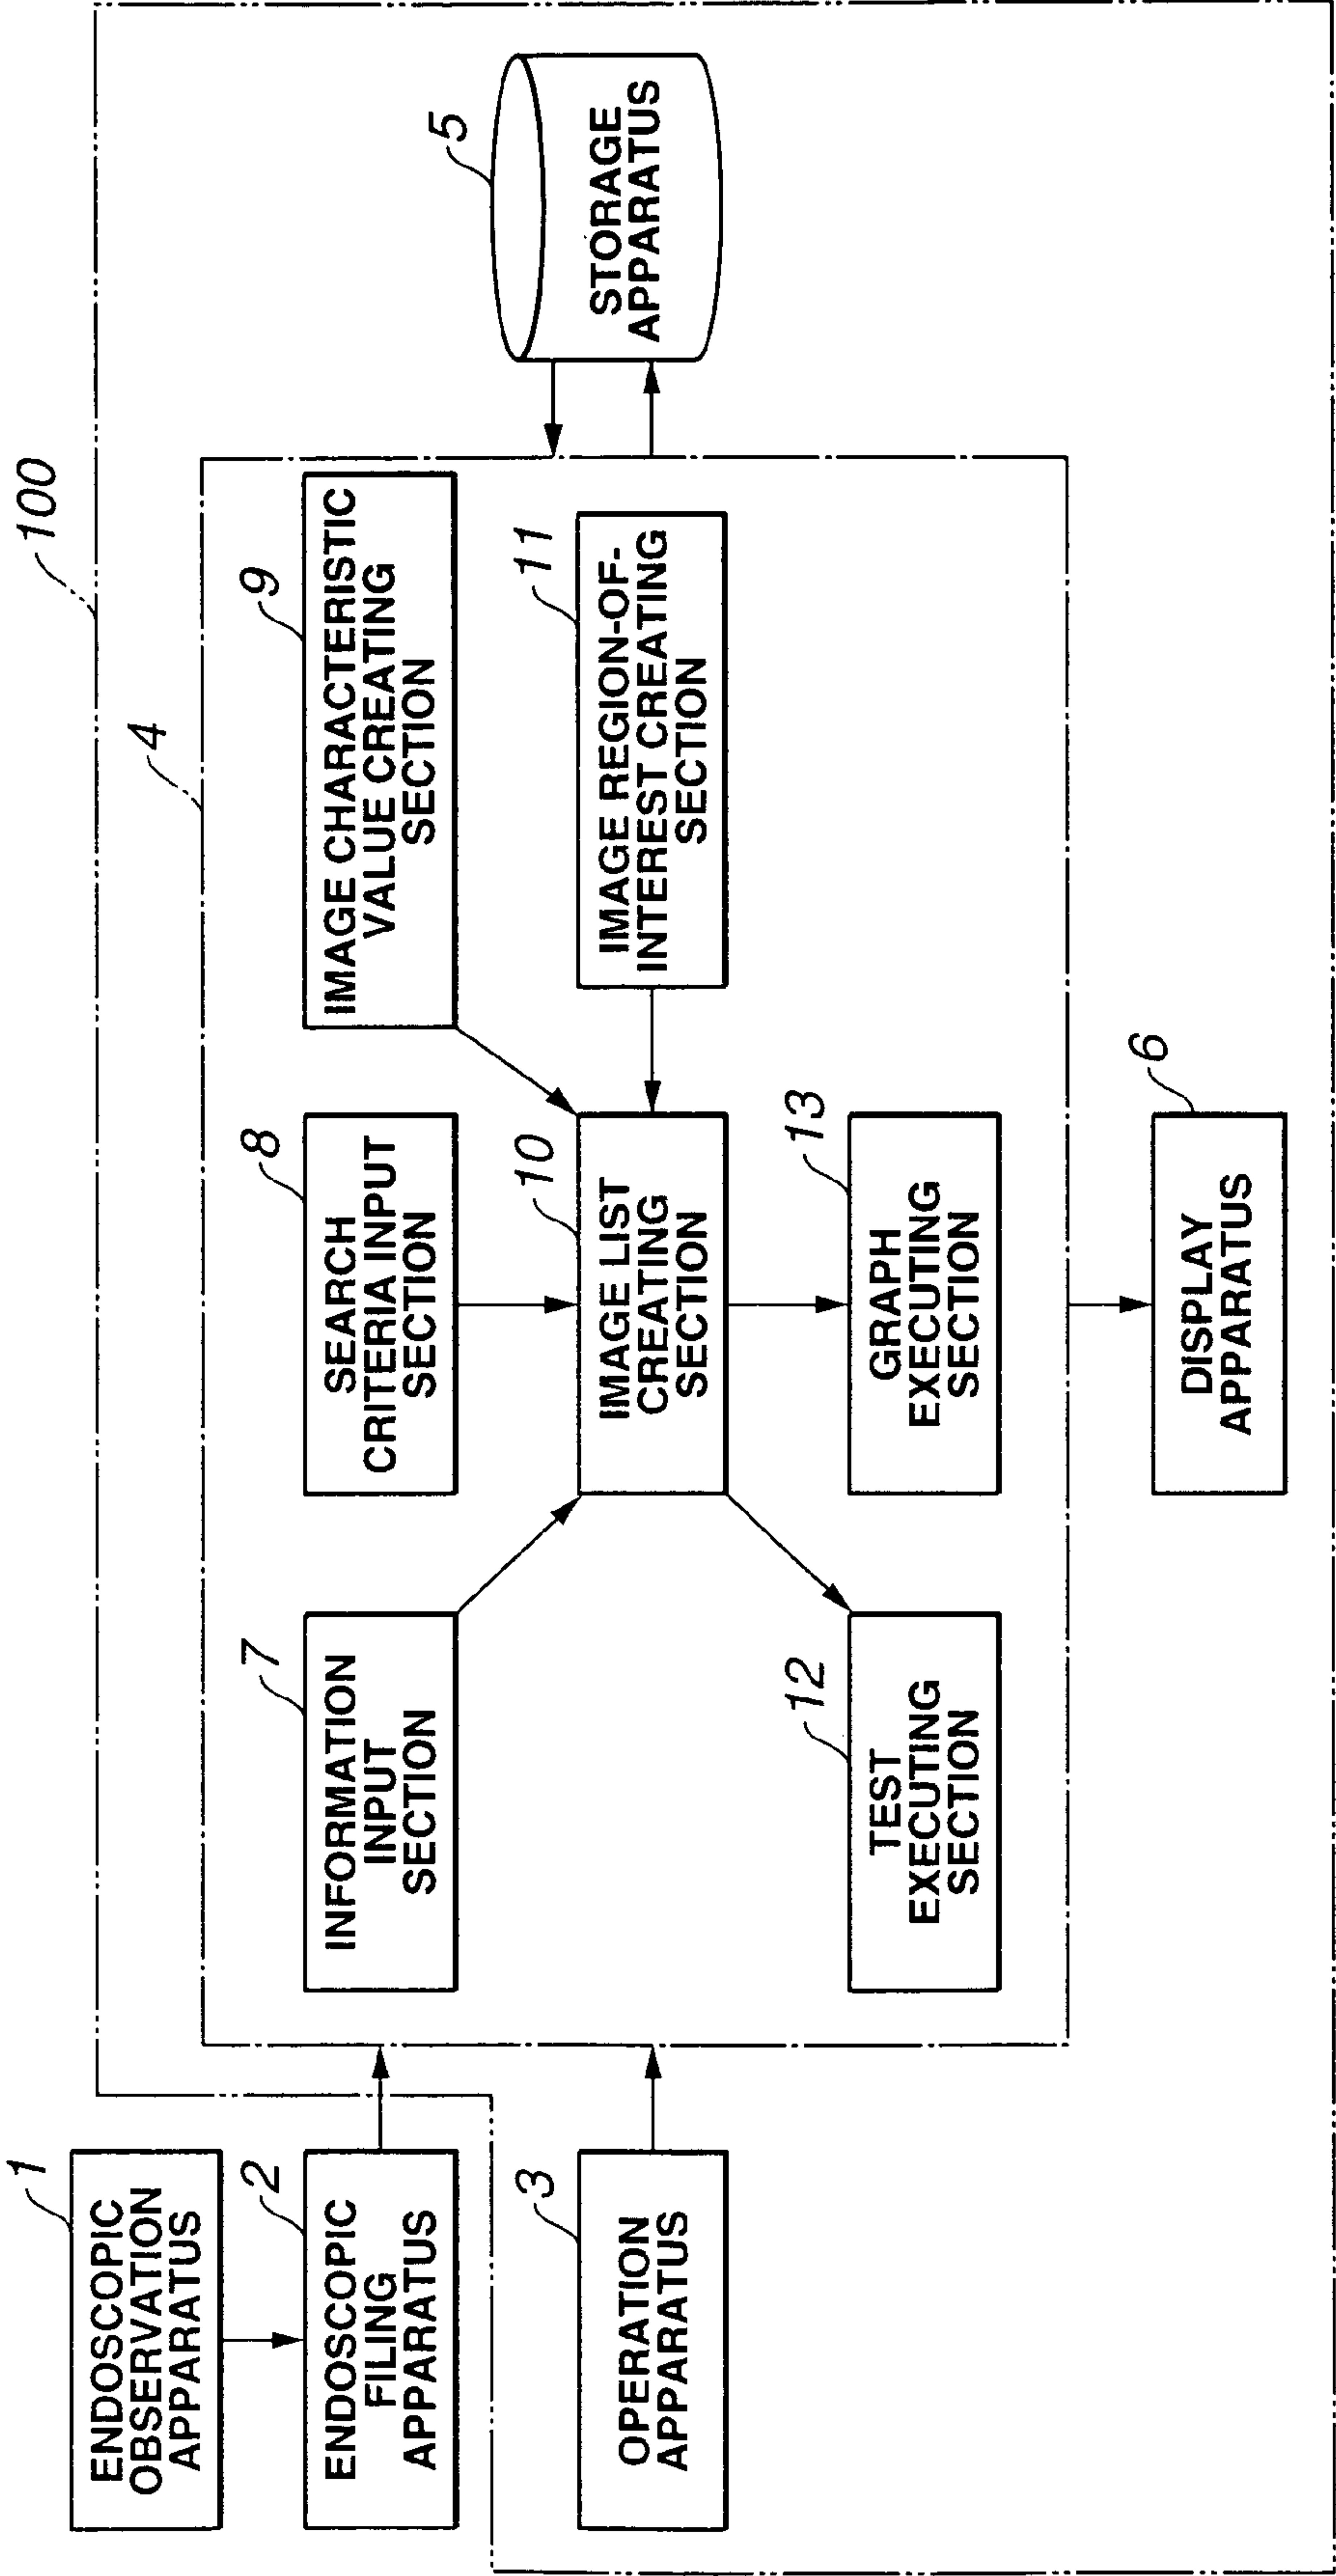 100
1
ENDOSCOPIC
OBSERVATION
APPARATUS
2
ENDOSCOPIC
FILING
APPARATUS
3
OPERATION
APPARATUS
4
7
INFORMATION
INPUT
SECTION
8
SEARCH
CRITERIA INPUT
SECTION
9
IMAGE CHARACTERISTIC
VALUE CREATING
SECTION
10
IMAGE LIST
CREATING
SECTION
11
IMAGE REGION-OF-
INTEREST CREATING
SECTION
12
TEST
EXECUTING
SECTION
13
GRAPH
EXECUTING
SECTION
5
STORAGE
APPARATUS
6
DISPLAY
APPARATUS